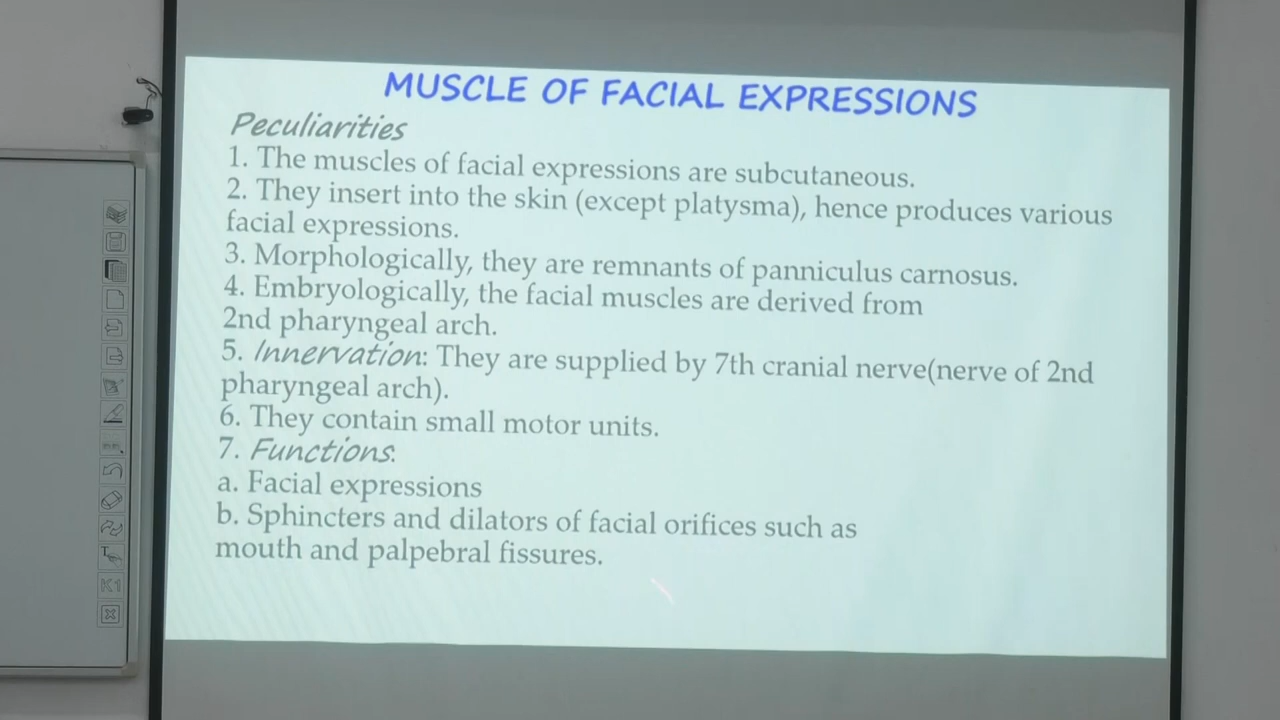 MUSCLE OF FACIAL EXPRESSIONS
Peculiarities
1. The muscles of facial expressions are subcutaneous.
2. They insert into the skin (except platysma), hence produces various
facial expressions.
3. Morphologically, they are remnants of panniculus carnosus.
4. Embryologically, the facial muscles are derived from
2nd pharyngeal arch.
5. Innervation: They are supplied by 7th cranial nerve(nerve of 2nd
pharyngeal arch).
6. They contain small motor units.
7. Functions:
a. Facial expressions
b. Sphincters and dilators of facial orifices such as
mouth and palpebral fissures.
K1